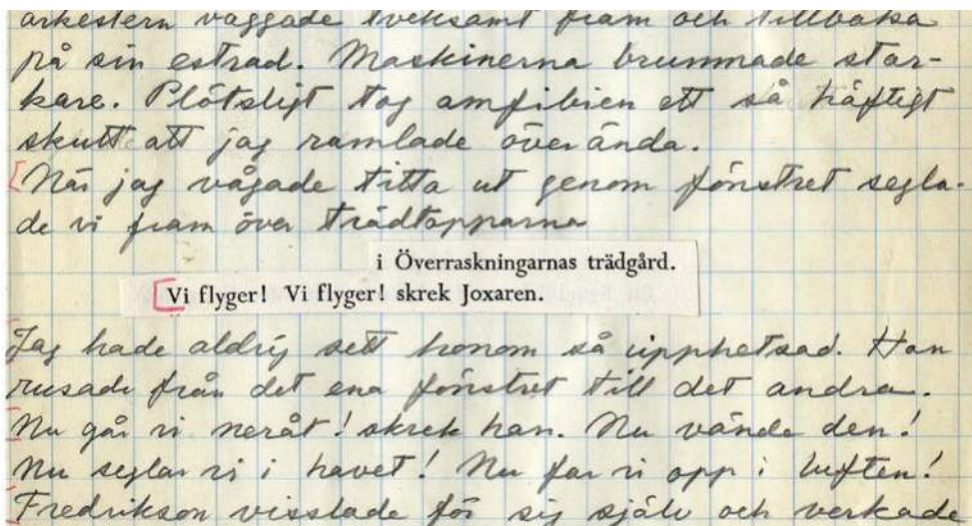 orkestern vaggade tveksamt fram och tillbaka
på sin estrad. Maskinerna brummade star-
kare. Plötsligt tog amfibien ett så häftigt
skutt att jag ramlade över ända.
När jag vågade titta ut genom fönstret segla-
de vi fram över trädtopparna
i Överraskningarnas trädgård.
Vi flyger! Vi flyger! skrek Joxaren.
Jag hade aldrig sett honom så upphetsad. Han
rusade från det ena fönstret till det andra.
Nu går vi neråt! skrek han. Nu vände den!
Nu seglar vi i havet! Nu far vi opp i luften!
Fredrikson visslade för sig själv och verkade